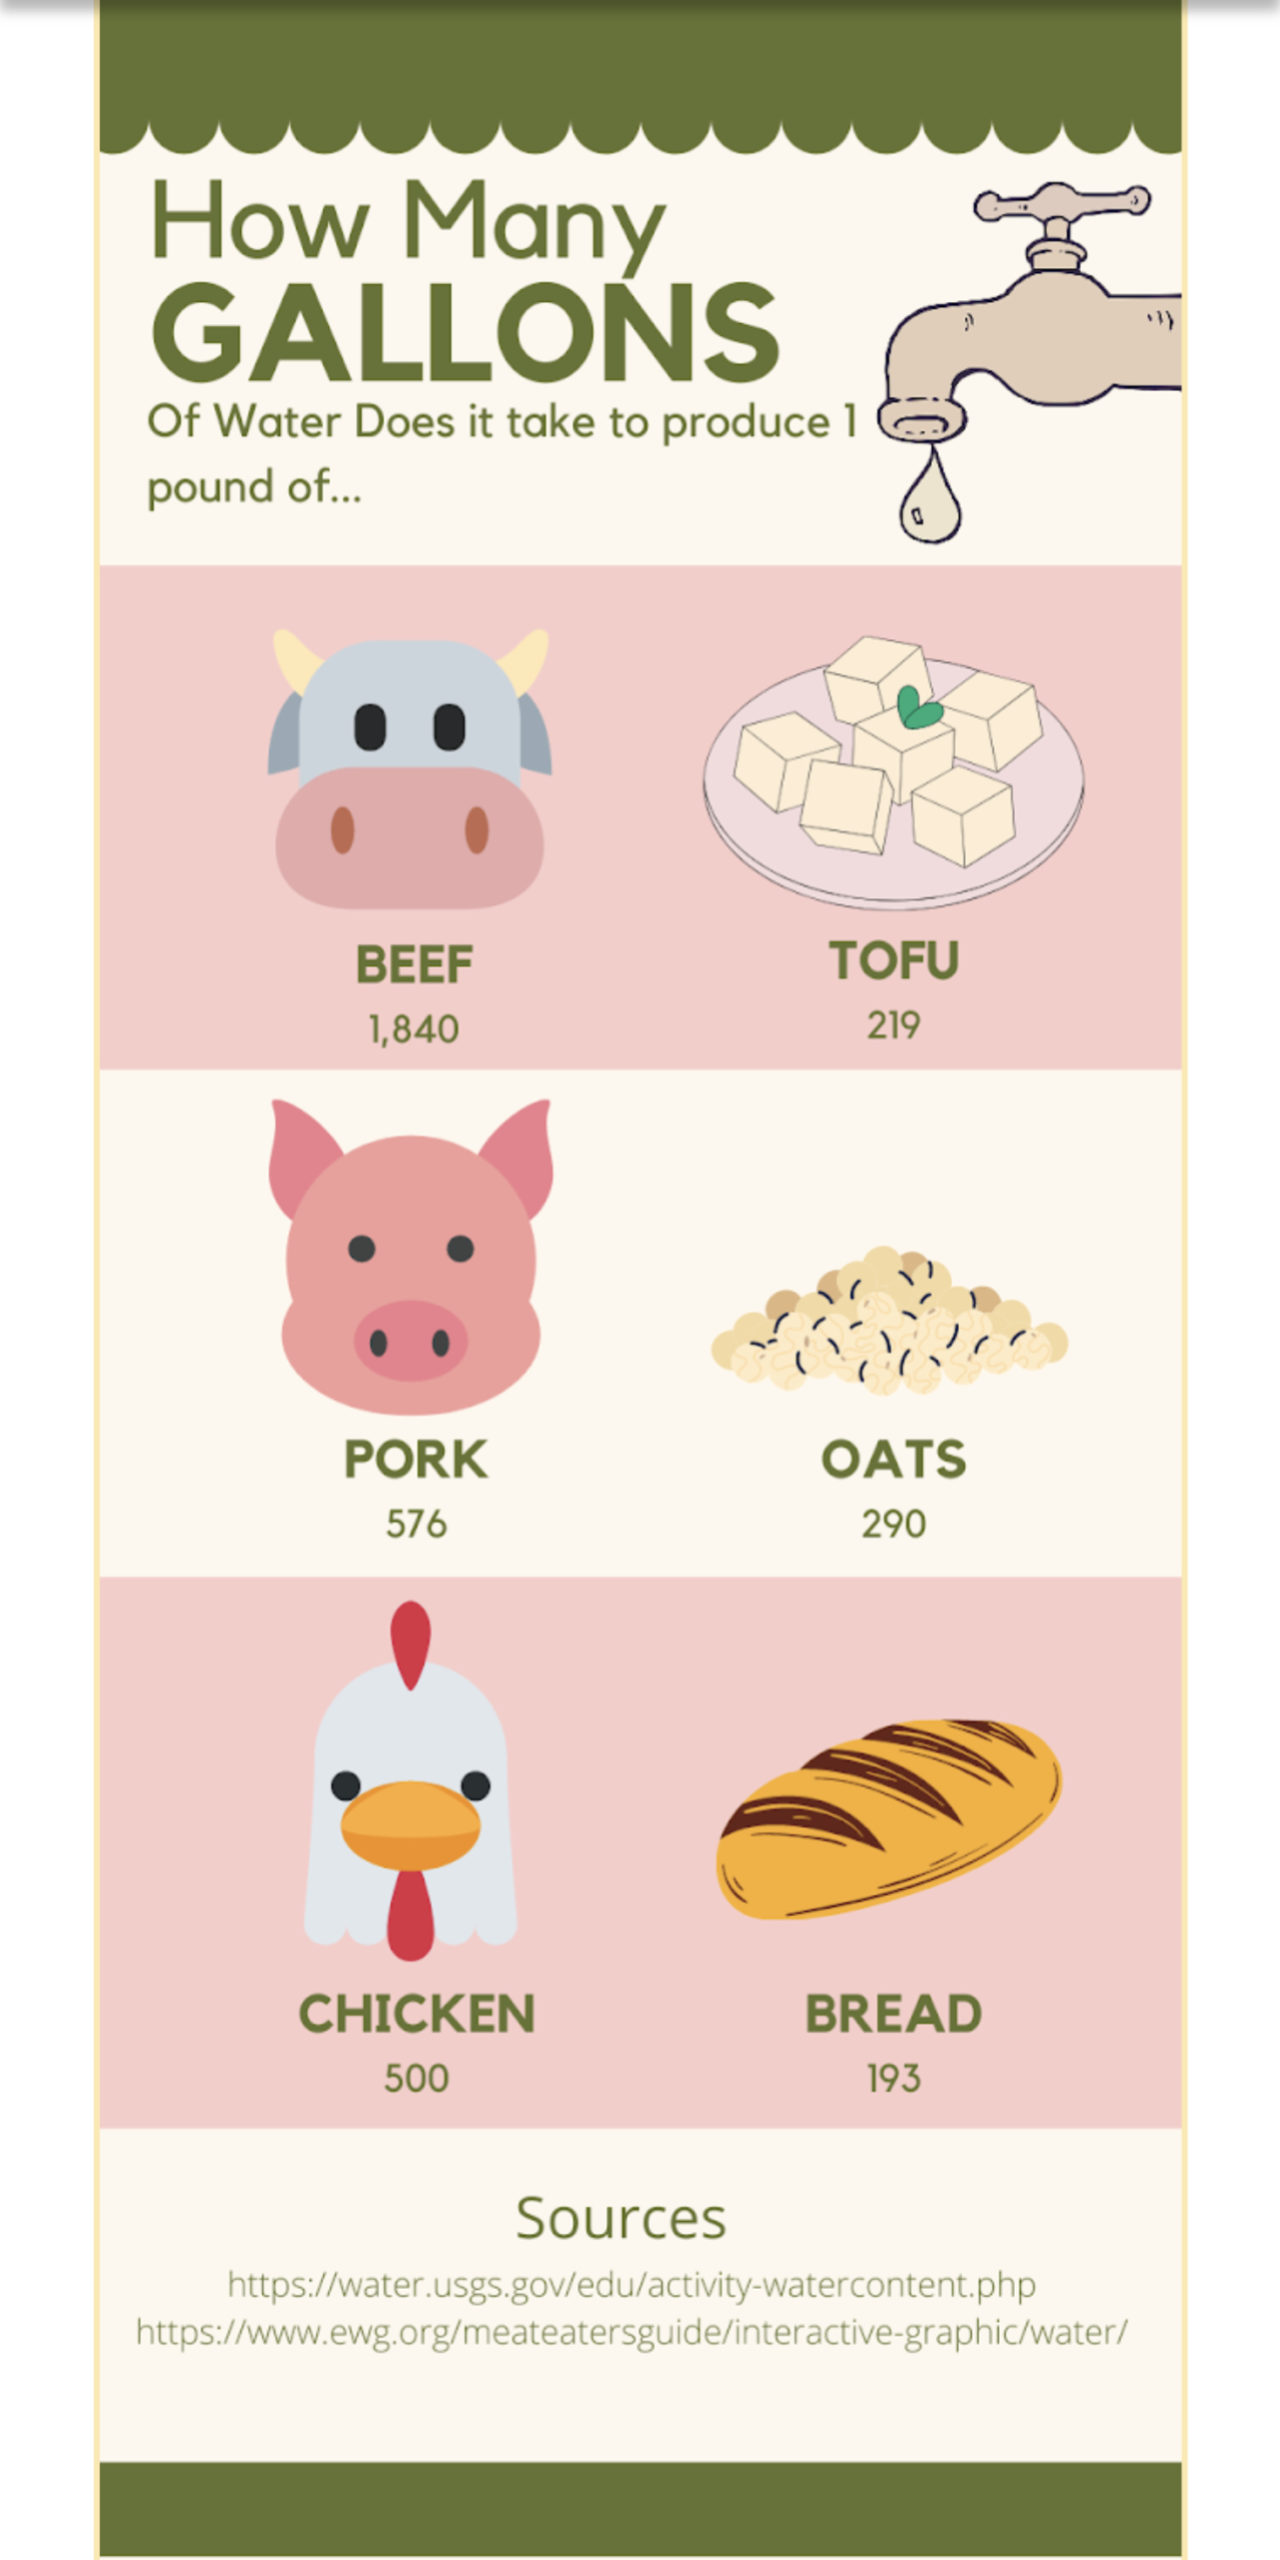 How Many
GALLONS
Of Water Does it take to produce 1
pound of...
BEEF
1,840
TOFU
219
PORK
576
OATS
290
CHICKEN
500
BREAD
193
Sources
https://water.usgs.gov/edu/activity-watercontent.php
https://www.ewg.org/meateatersguide/interactive-graphic/water/